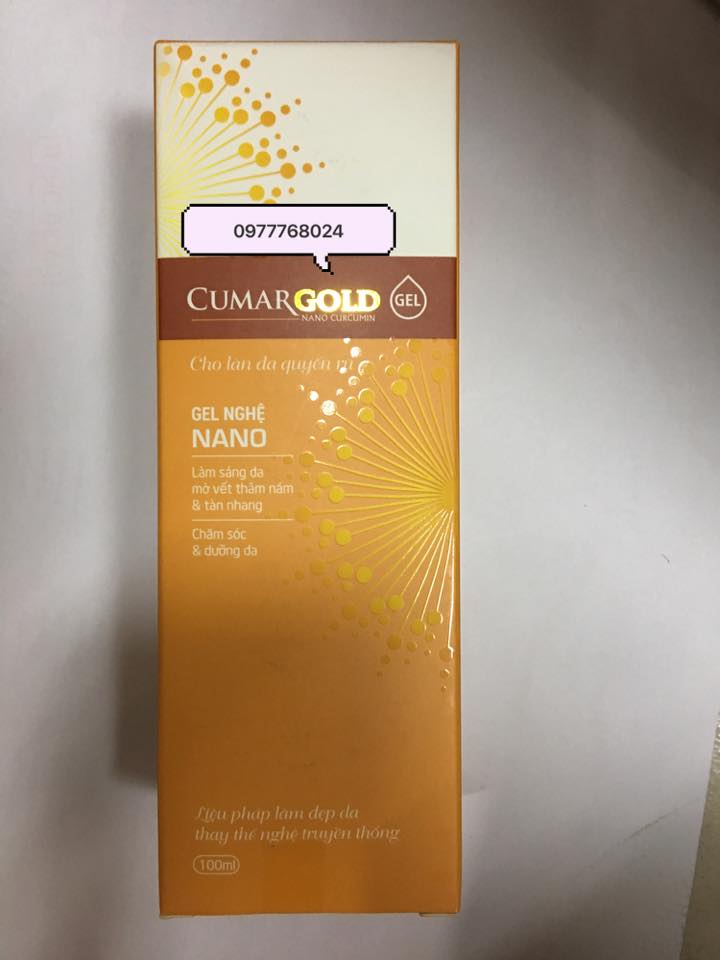 0977768024
CUMARGOLD GEL
NANO CURCUMIN
Cho làn da quyến rũ
GEL NGHỆ
NANO
Làm sáng da
mờ vết thâm nám
& tàn nhang
Chăm sóc
& dưỡng da
Liệu pháp làm đẹp da
thay thế nghệ truyền thống
100ml